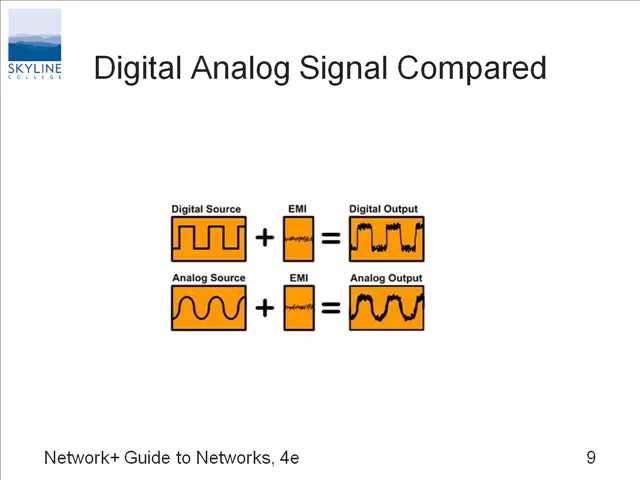 SKYLINE
COLLEGE
Digital Analog Signal Compared
Digital Source EMI Digital Output
+ =
Analog Source EMI Analog Output
+ =
Network+ Guide to Networks, 4e 9